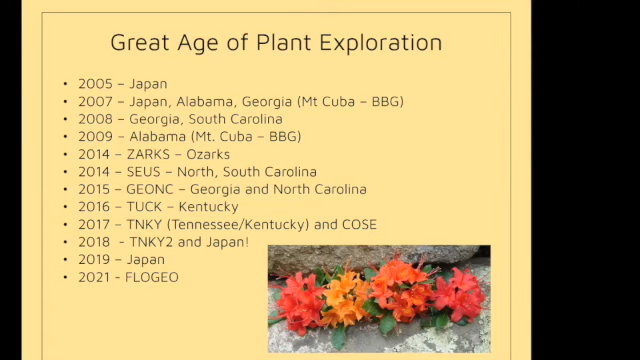 Great Age of Plant Exploration
• 2005 – Japan
• 2007 – Japan, Alabama, Georgia (Mt Cuba – BBG)
• 2008 – Georgia, South Carolina
• 2009 – Alabama (Mt. Cuba – BBG)
• 2014 – ZARKS – Ozarks
• 2014 – SEUS – North, South Carolina
• 2015 – GEONC – Georgia and North Carolina
• 2016 – TUCK – Kentucky
• 2017 – TNKY (Tennessee/Kentucky) and COSE
• 2018 - TNKY2 and Japan!
• 2019 – Japan
• 2021 - FLOGEO